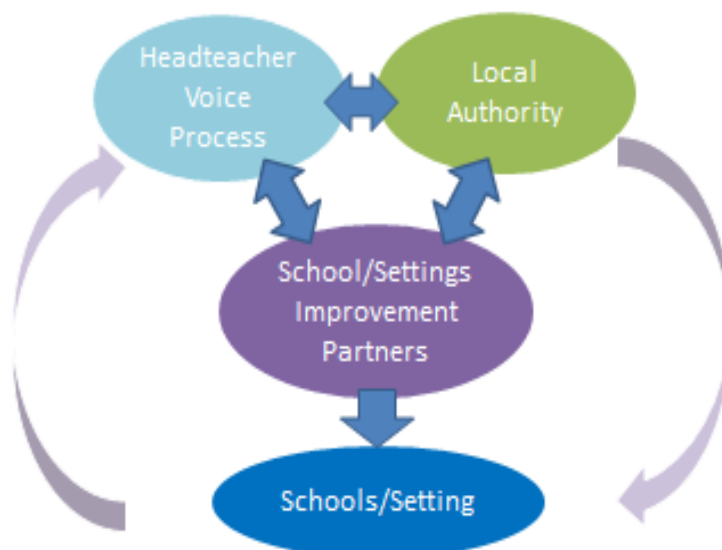 Headteacher
Voice
Process
Local
Authority
School/Settings
Improvement
Partners
Schools/Setting